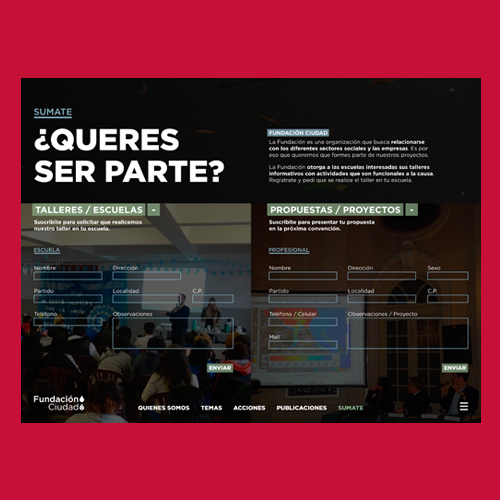 SUMATE
¿QUERES
SER PARTE?
FUNDACIÓN CIUDAD
La Fundación es una organización que busca relacionarse
con los diferentes sectores sociales y las empresas. Es por
eso que queremos que formes parte de nuestros proyectos.
La Fundación otorga a las escuelas interesadas sus talleres
informativos con actividades que son funcionales a la causa.
Registrate y pedi que se realice el taller en tu escuela.
TALLERES / ESCUELAS -
Suscribite para solicitar que realicemos
nuestro taller en tu escuela.
ESCUELA
Nombre Dirección
Partido Localidad C.P.
Teléfono Observaciones
ENVIAR
PROPUESTAS / PROYECTOS -
Suscribite para presentar tu propuesta
en la próxima convención.
PROFESIONAL
Nombre Dirección Sexo
Partido Localidad C.P.
Teléfono / Celular Observaciones / Proyecto
Mail
ENVIAR
Fundación
Ciudad
QUIENES SOMOS TEMAS ACCIONES PUBLICACIONES SUMATE